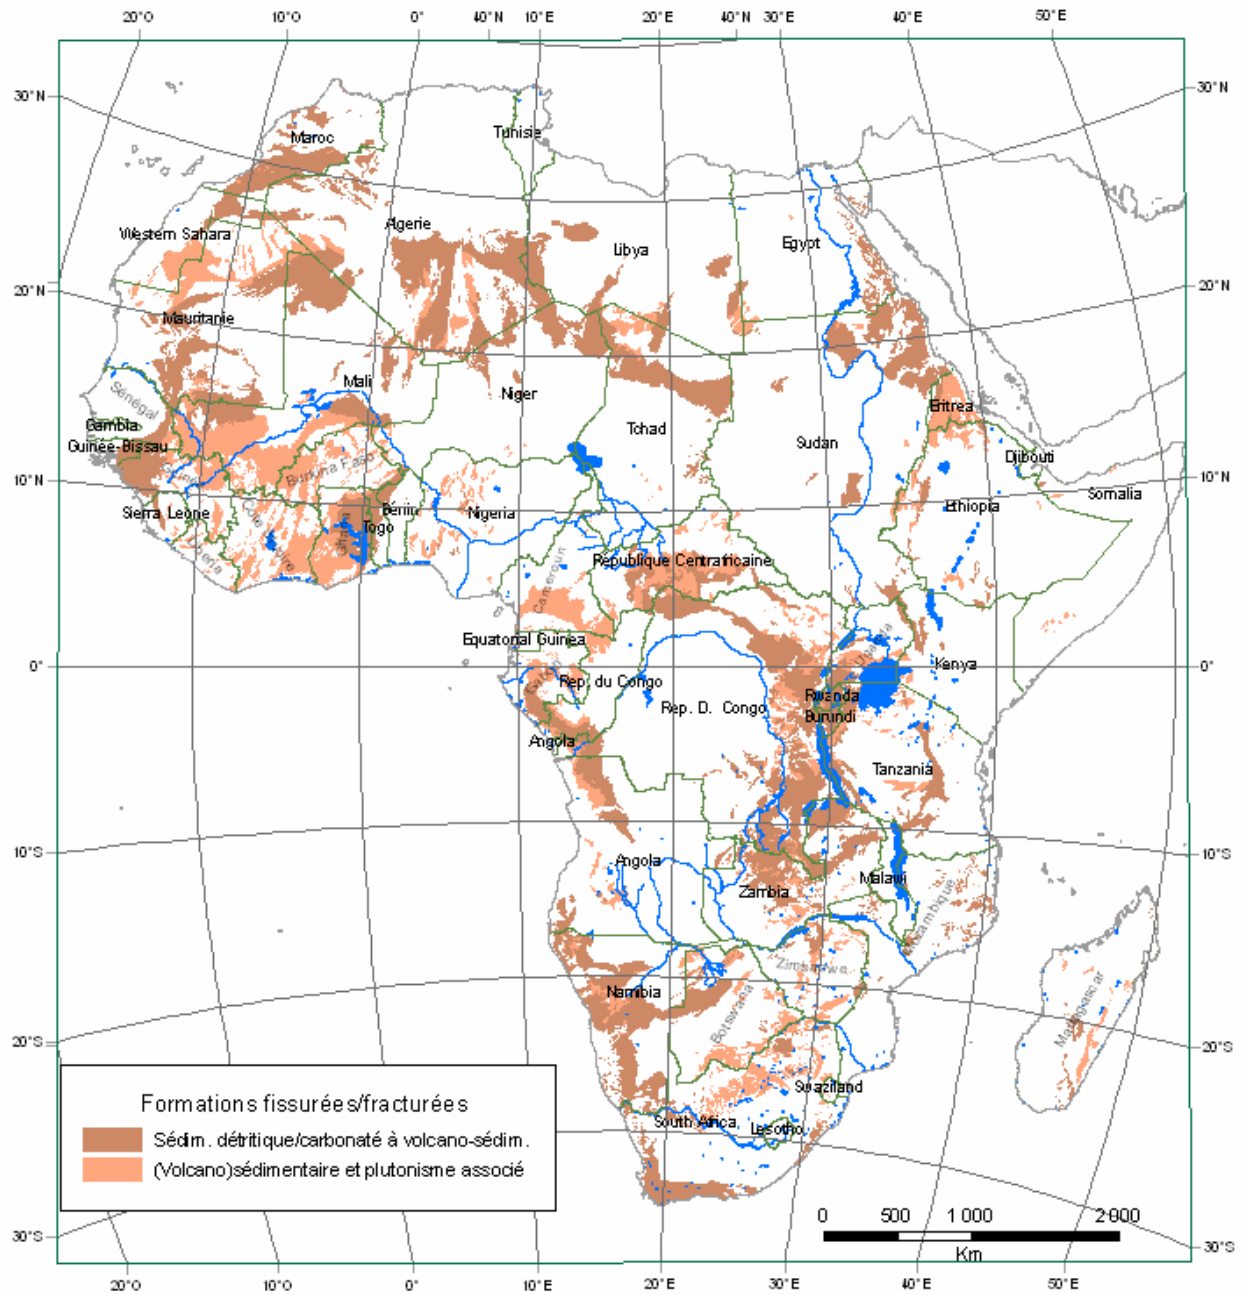 20°O 10°O 0° 40°N 10°E 20°E 40°N 30°E 40°E 50°E
30°N 30°N
Tunisie
Maroc
Algerie
Western Sahara
Egypt
Libya
20°N 20°N
Mauritanie
Mali
Niger
Sénégal
Eritrea
Gambia
Tchad
Sudan
Guinée-Bissau
Djibouti
Burkina Faso
10°N 10°N
Somalia
Ethiopia
Sierra Leone
Bénin
Nigeria
Togo
Ghana
République Centrafricaine
Cameroun
Equatorial Guinea
Uganda
0° 0°
Kenya
Gabon
Rep. du Congo
Rwanda
Rep. D. Congo
Burundi
Angola
Tanzania
10°S 10°S
Angola
Malawi
Zambia
Mozambique
Zimbabwe
Namibia
Botswana
Madagascar
20°S 20°S
Swaziland
South Africa
Lesotho
Formations fissurées/fracturées
Sédim. détritique/carbonaté à volcano-sédim.
(Volcano)sédimentaire et plutonisme associé
0 500 1 000 2 000
Km
30°S 30°S
20°O 10°O 0° 10°E 20°E 30°E 40°E 50°E